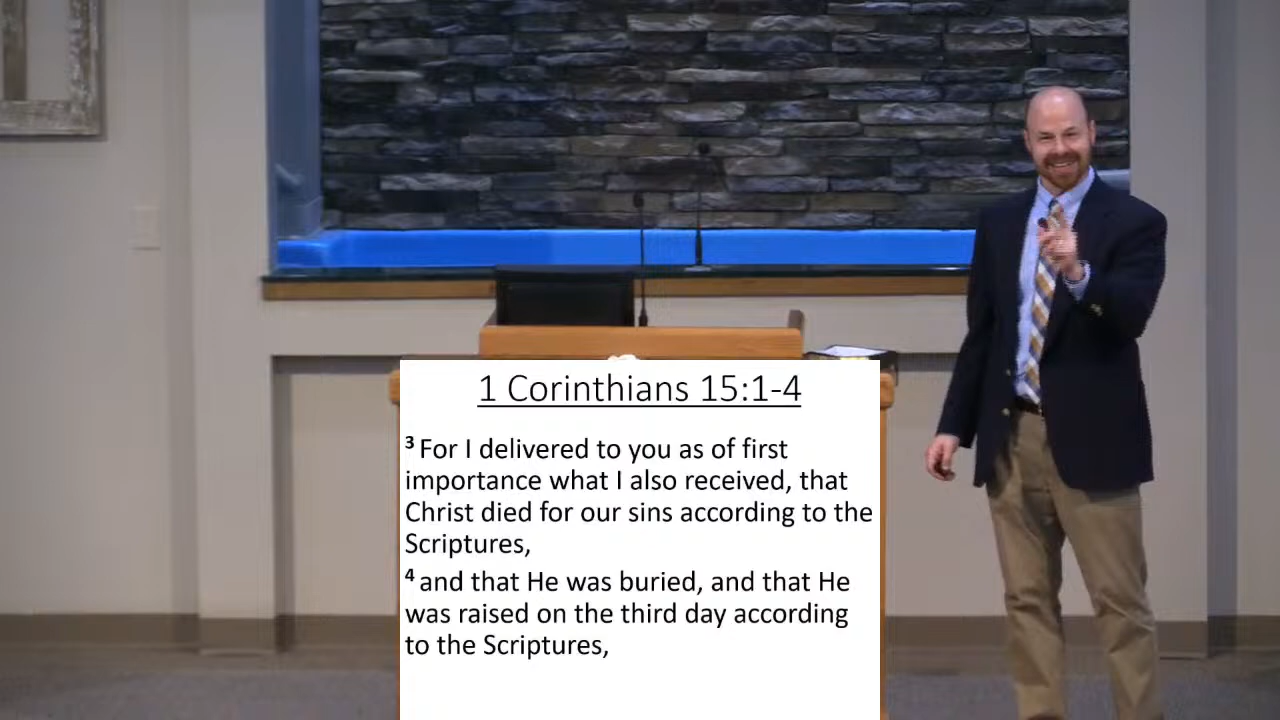 1 Corinthians 15:1-4
3 For I delivered to you as of first
importance what I also received, that
Christ died for our sins according to the
Scriptures,
4 and that He was buried, and that He
was raised on the third day according
to the Scriptures,